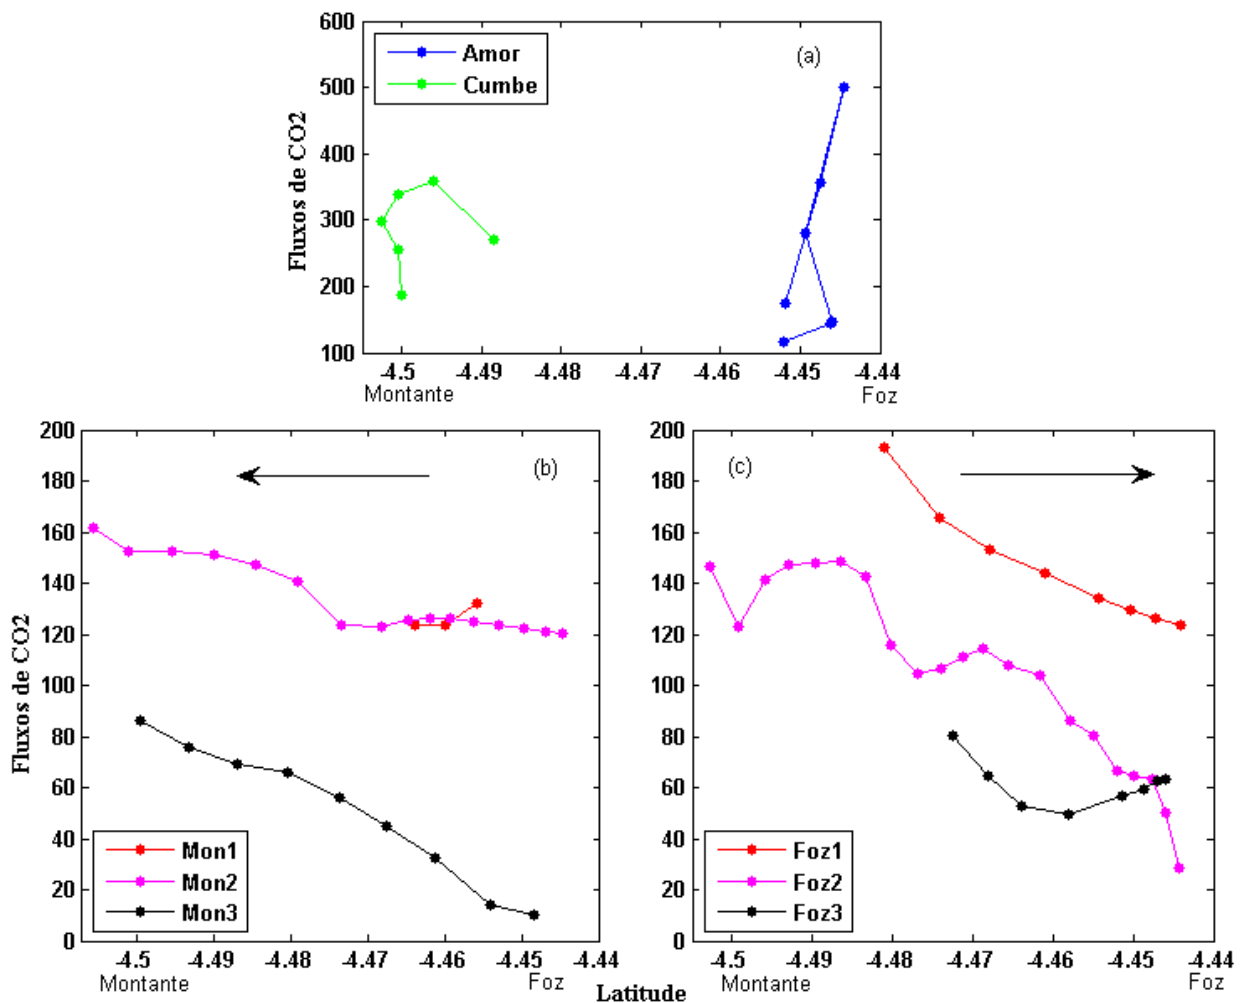 600
500
400
300
200
100
Fluxos de CO2
Amor
Cumbe
(a)
-4.5 -4.49 -4.48 -4.47 -4.46 -4.45 -4.44
Montante Foz
200
180
160
140
120
100
80
60
40
20
0
Fluxos de CO2
(b)
Mon1
Mon2
Mon3
-4.5 -4.49 -4.48 -4.47 -4.46 -4.45 -4.44
Montante Foz
200
180
160
140
120
100
80
60
40
20
0
(c)
Foz1
Foz2
Foz3
-4.5 -4.49 -4.48 -4.47 -4.46 -4.45 -4.44
Montante Foz
Latitude